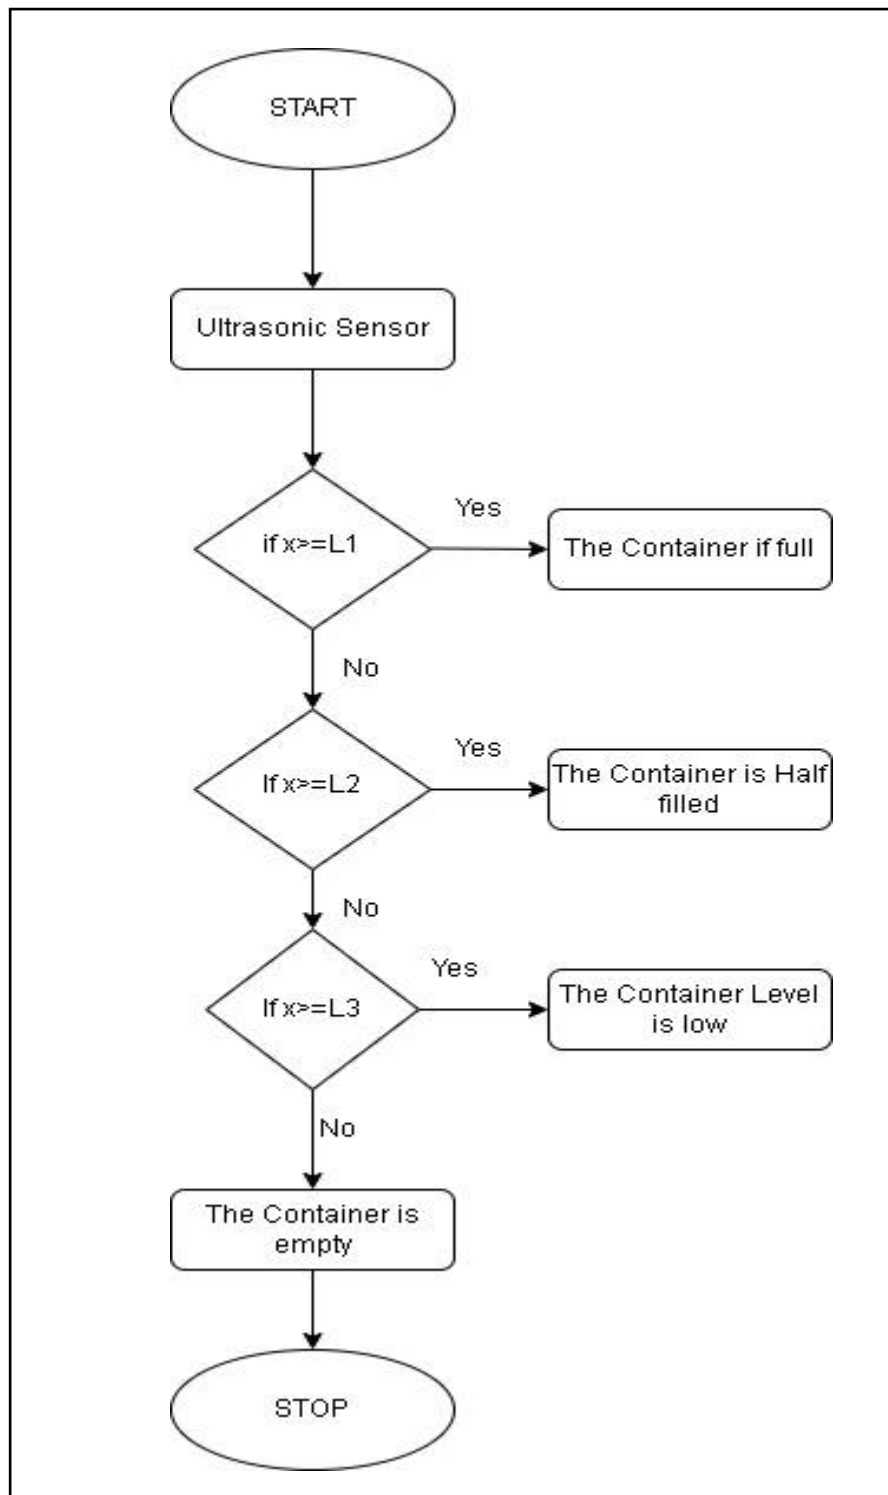 START
Ultrasonic Sensor
if x>=L1
Yes
The Container if full
No
If x>=L2
Yes
The Container is Half
filled
No
If x>=L3
Yes
The Container Level
is low
No
The Container is
empty
STOP